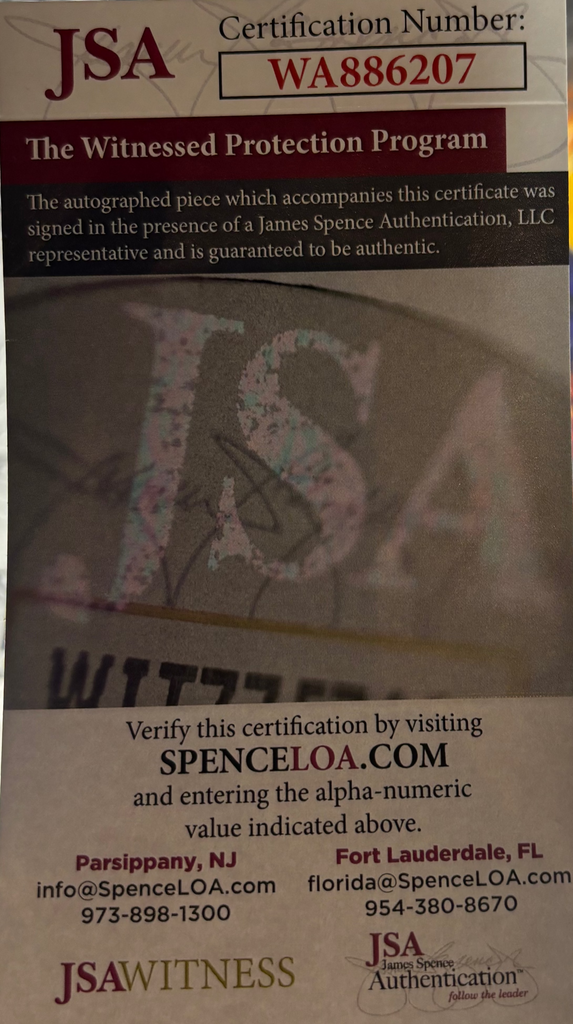 JSA
Certification Number:
WA886207
The Witnessed Protection Program
The autographed piece which accompanies this certificate was
signed in the presence of a James Spence Authentication, LLC
representative and is guaranteed to be authentic.
JSA
Verify this certification by visiting
SPENCELOA.COM
and entering the alpha-numeric
value indicated above.
Parsippany, NJ
info@SpenceLOA.com
973-898-1300
Fort Lauderdale, FL
florida@SpenceLOA.com
954-380-8670
JSAWITNESS
JSA
James Spence
Authentication™
follow the leader